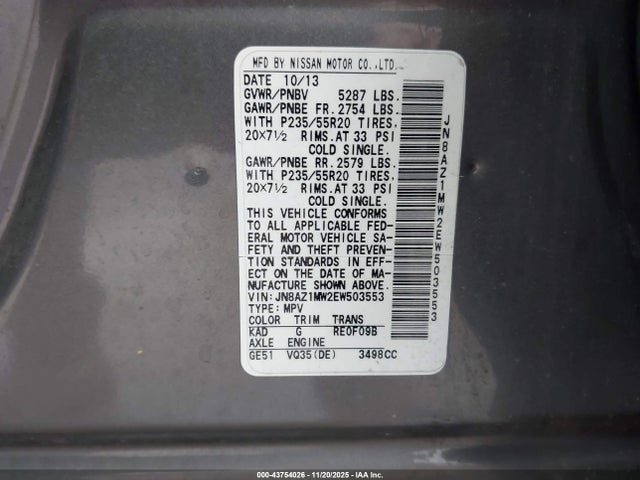 MFD BY NISSAN MOTOR CO.,LTD.
DATE 10/13
GVWR/PNBV 5287 LBS.
GAWR/PNBE FR. 2754 LBS.
WITH P235/55R20 TIRES,
20×7½ RIMS. AT 33 PSI
COLD SINGLE.
GAWR/PNBE RR. 2579 LBS.
WITH P235/55R20 TIRES,
20×7½ RIMS. AT 33 PSI
COLD SINGLE.
THIS VEHICLE CONFORMS
TO ALL APPLICABLE FED-
ERAL MOTOR VEHICLE SA-
FETY AND THEFT PREVEN-
TION STANDARDS IN EFF-
ECT ON THE DATE OF MA-
NUFACTURE SHOWN ABOVE.
VIN: JN8AZ1MW2EW503553
TYPE: MPV
COLOR TRIM TRANS
KAD G RE0F09B
AXLE ENGINE
GE51 VQ35(DE) 3498CC
JN8AZ1MW2EW503553
000-43754026 - 11/20/2025 - IAA Inc.